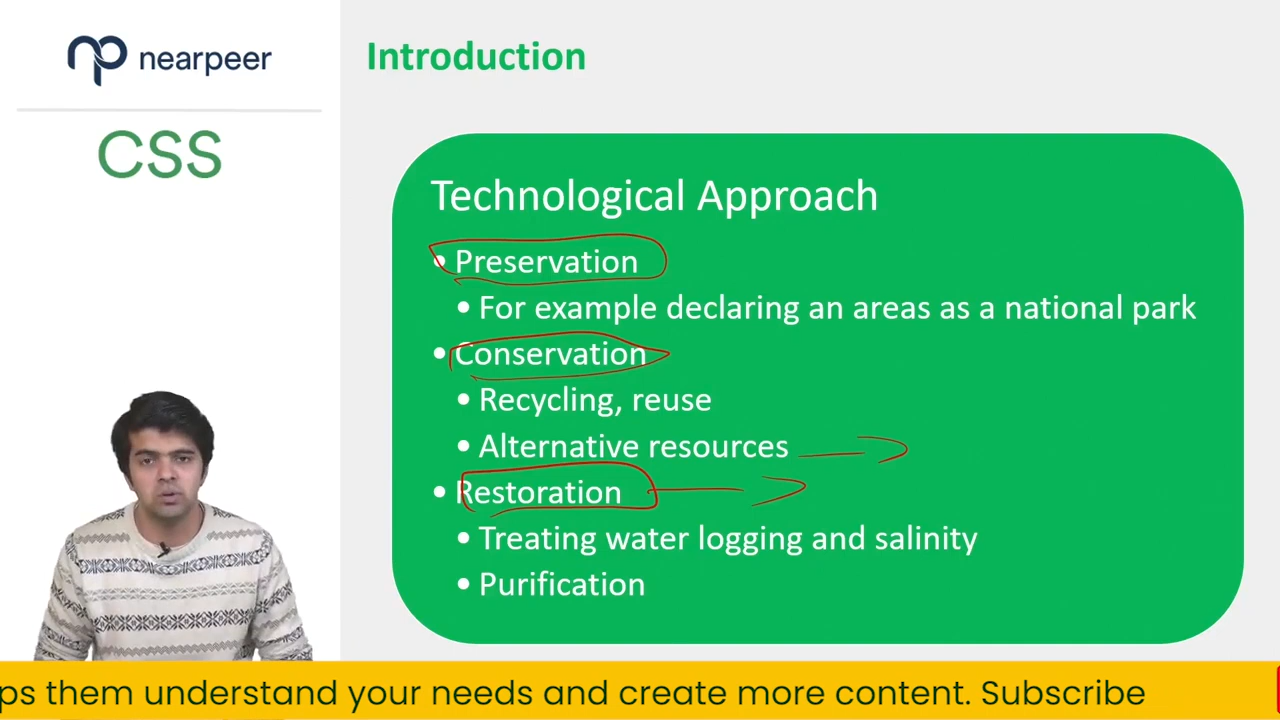 nearpeer
CSS
Introduction
Technological Approach
• Preservation
• For example declaring an areas as a national park
• Conservation
• Recycling, reuse
• Alternative resources
• Restoration
• Treating water logging and salinity
• Purification
ps them understand your needs and create more content. Subscribe